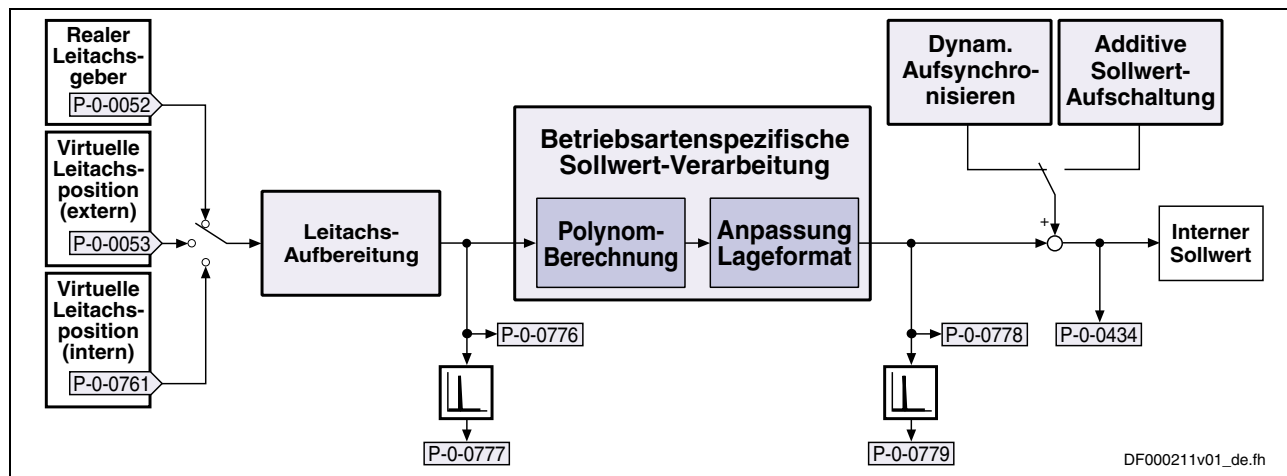 Realer
Leitachs-
geber
P-0-0052
Virtuelle
Leitachs-
position
(extern)
P-0-0053
Virtuelle
Leitachs-
position
(intern)
P-0-0761
Leitachs-
Aufbereitung
P-0-0776
P-0-0777
Betriebsartenspezifische
Sollwert-Verarbeitung
Polynom-
Berechnung
Anpassung
Lageformat
P-0-0778
P-0-0779
Dynam.
Aufsynchro-
nisieren
Additive
Sollwert-
Aufschaltung
+
P-0-0434
Interner
Sollwert
DF000211v01_de.fh